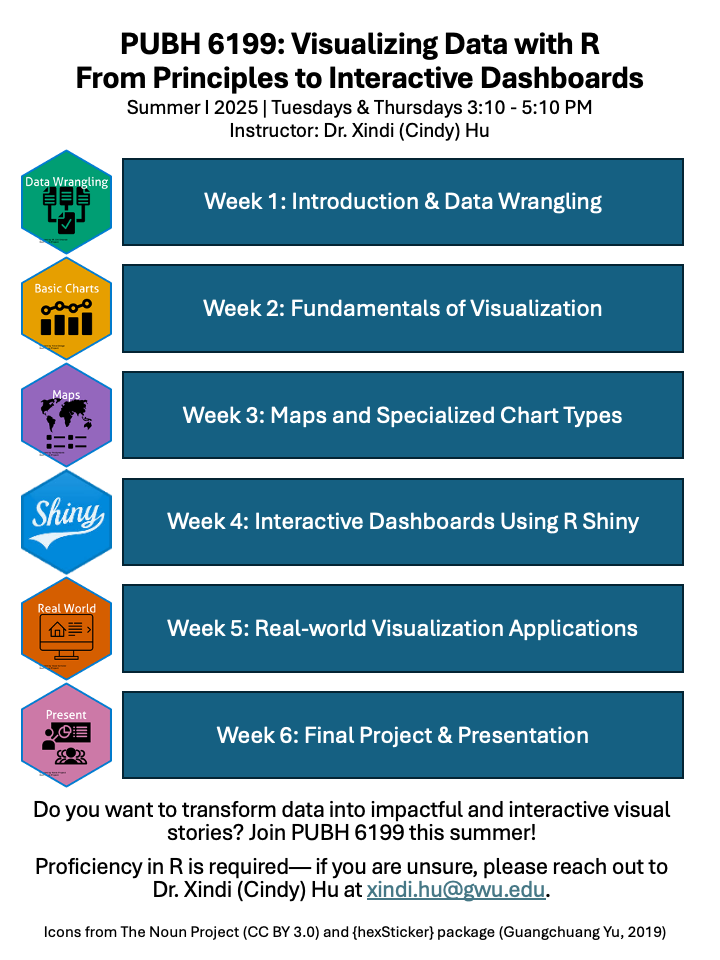 PUBH 6199: Visualizing Data with R
From Principles to Interactive Dashboards
Summer I 2025 | Tuesdays & Thursdays 3:10 - 5:10 PM
Instructor: Dr. Xindi (Cindy) Hu
Data Wrangling
Week 1: Introduction & Data Wrangling
Basic Charts
Week 2: Fundamentals of Visualization
Maps
Week 3: Maps and Specialized Chart Types
Shiny
Week 4: Interactive Dashboards Using R Shiny
Real World
Week 5: Real-world Visualization Applications
Present
Week 6: Final Project & Presentation
Do you want to transform data into impactful and interactive visual
stories? Join PUBH 6199 this summer!
Proficiency in R is required— if you are unsure, please reach out to
Dr. Xindi (Cindy) Hu at xindi.hu@gwu.edu.
Icons from The Noun Project (CC BY 3.0) and {hexSticker} package (Guangchuang Yu, 2019)